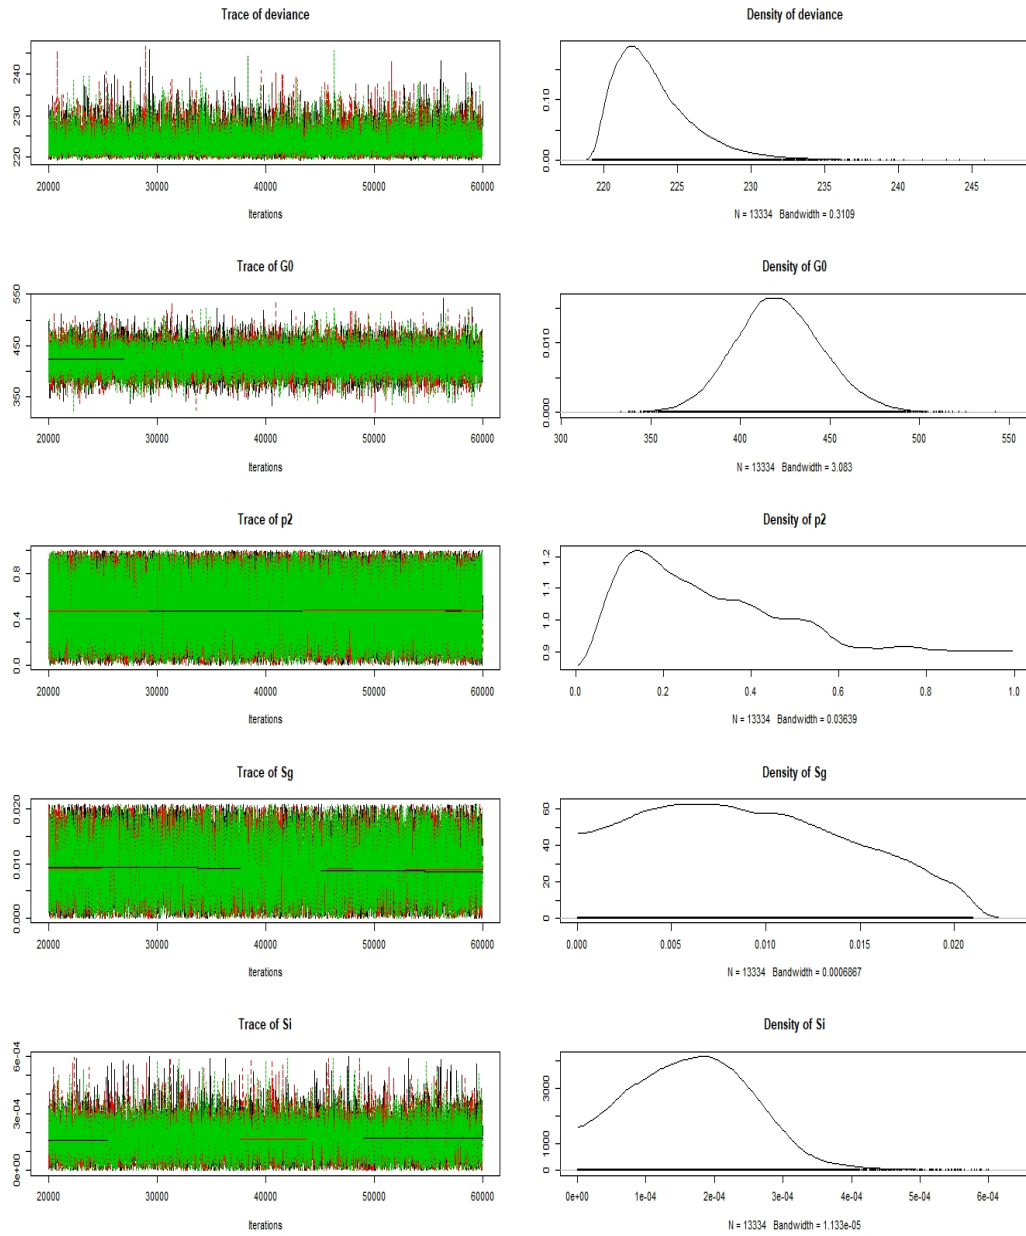 Trace of deviance
220 230 240
20000 30000 40000 50000 60000
Iterations
Density of deviance
0.00 0.10
220 225 230 235 240 245
N = 13334 Bandwidth = 0.3109
Trace of G0
350 450 550
20000 30000 40000 50000 60000
Iterations
Density of G0
0.000 0.010
300 350 400 450 500 550
N = 13334 Bandwidth = 3.083
Trace of p2
0.0 0.4 0.8
20000 30000 40000 50000 60000
Iterations
Density of p2
0.9 1.0 1.1 1.2
0.0 0.2 0.4 0.6 0.8 1.0
N = 13334 Bandwidth = 0.03639
Trace of Sg
0.000 0.010 0.020
20000 30000 40000 50000 60000
Iterations
Density of Sg
0 20 40 60
0.000 0.005 0.010 0.015 0.020
N = 13334 Bandwidth = 0.0006867
Trace of Si
0e+00 3e-04 6e-04
20000 30000 40000 50000 60000
Iterations
Density of Si
0 1000 3000
0e+00 1e-04 2e-04 3e-04 4e-04 5e-04 6e-04
N = 13334 Bandwidth = 1.133e-05